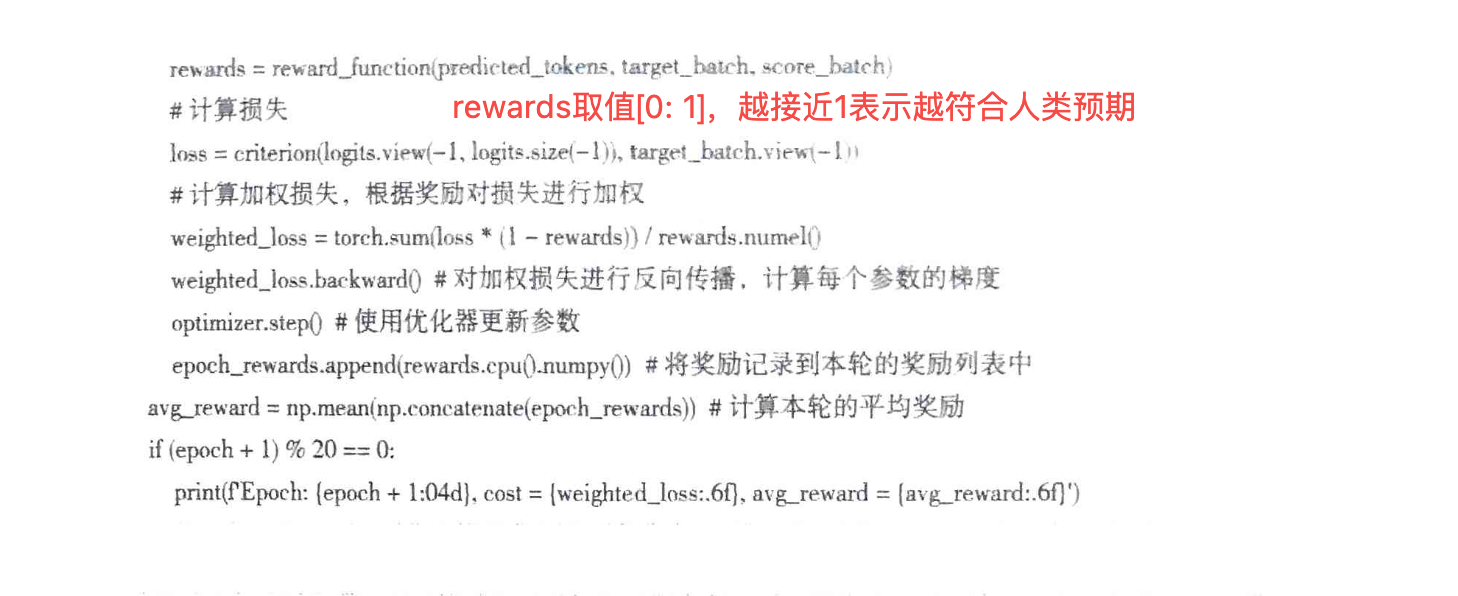 rewards = reward_function(predicted_tokens, target_batch, score_batch)
# 计算损失
rewards取值[0: 1]，越接近1表示越符合人类预期
loss = criterion(logits.view(-1, logits.size(-1)), target_batch.view(-1))
# 计算加权损失，根据奖励对损失进行加权
weighted_loss = torch.sum(loss * (1 - rewards)) / rewards.numel()
weighted_loss.backward() # 对加权损失进行反向传播，计算每个参数的梯度
optimizer.step() # 使用优化器更新参数
epoch_rewards.append(rewards.cpu().numpy()) # 将奖励记录到本轮的奖励列表中
avg_reward = np.mean(np.concatenate(epoch_rewards)) # 计算本轮的平均奖励
if (epoch + 1) % 20 == 0:
print(f'Epoch: {epoch + 1:04d}, cost = {weighted_loss:.6f}, avg_reward = {avg_reward:.6f}')